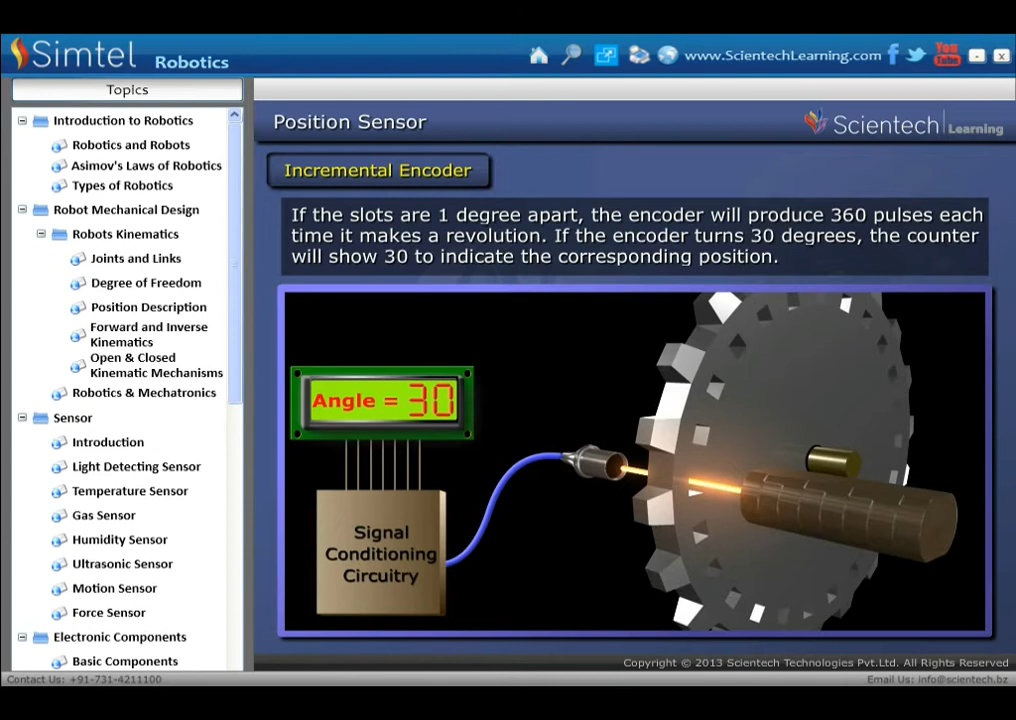 Simtel Robotics
www.ScientechLearning.com
You
Tube
Topics
Introduction to Robotics
Robotics and Robots
Asimov's Laws of Robotics
Types of Robotics
Robot Mechanical Design
Robots Kinematics
Joints and Links
Degree of Freedom
Position Description
Forward and Inverse
Kinematics
Open & Closed
Kinematic Mechanisms
Robotics & Mechatronics
Sensor
Introduction
Light Detecting Sensor
Temperature Sensor
Gas Sensor
Humidity Sensor
Ultrasonic Sensor
Motion Sensor
Force Sensor
Electronic Components
Basic Components
Position Sensor
Scientech Learning
Incremental Encoder
If the slots are 1 degree apart, the encoder will produce 360 pulses each
time it makes a revolution. If the encoder turns 30 degrees, the counter
will show 30 to indicate the corresponding position.
Angle = 30
Signal
Conditioning
Circuitry
Copyright © 2013 Scientech Technologies Pvt.Ltd. All Rights Reserved
Contact Us: +91-731-4211100
Email Us: info@scientech.bz